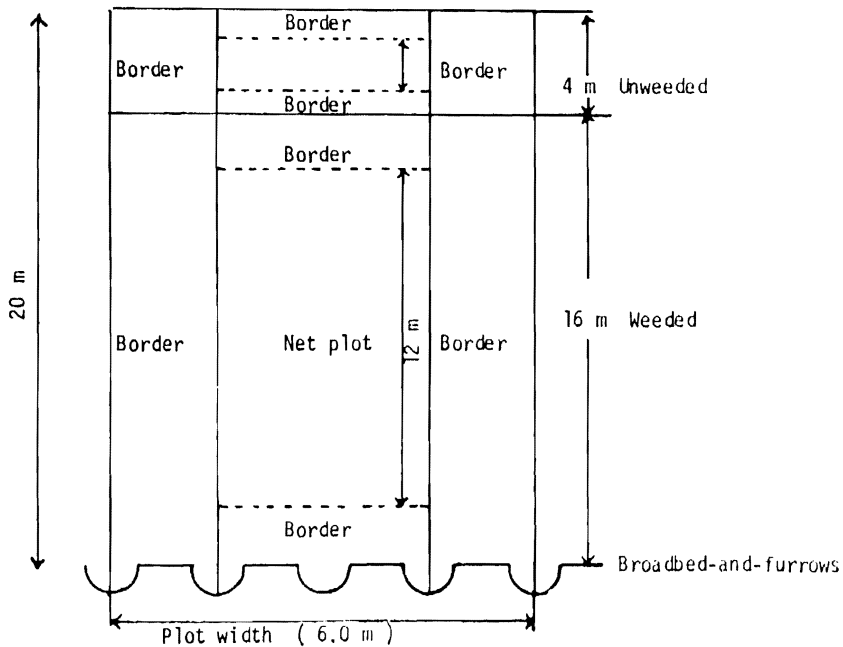 Border
Border
Border
4 m Unweeded
Border
Border
20 m
16 m Weeded
Border
Net plot
12 m
Border
Border
Broadbed-and-furrows
Plot width ( 6.0 m )